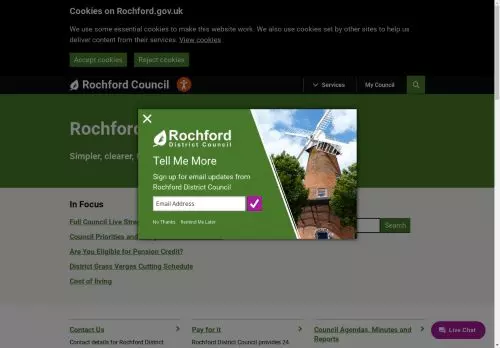 Cookies on Rochford.gov.uk
We use some essential cookies to make this website work. We also use cookies set by other sites to help us
deliver content from their services. View cookies
Accept cookies
Reject cookies
Rochford Council
Services
My Council
Rochford
Simpler, clearer,
Rochford
District Council
Tell Me More
Sign up for email updates from
Rochford District Council
Email Address
No Thanks
Remind Me Later
In Focus
Full Council Live Stre
Council Priorities and
Are You Eligible for Pension Credit?
District Grass Verges Cutting Schedule
Cost of living
Search
Contact Us
Contact details for Rochford District
Pay for it
Rochford District Council provides 24
Council Agendas, Minutes and
Reports
Live Chat